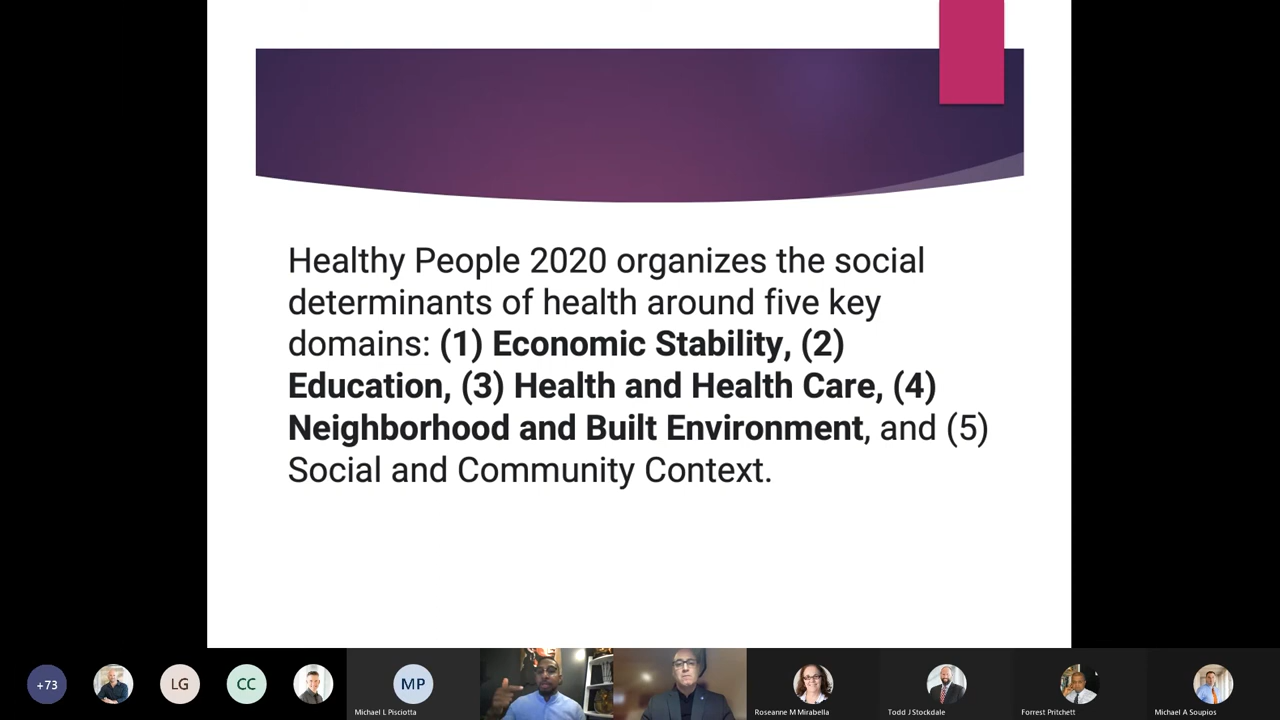 Healthy People 2020 organizes the social
determinants of health around five key
domains: (1) Economic Stability, (2)
Education, (3) Health and Health Care, (4)
Neighborhood and Built Environment, and (5)
Social and Community Context.
+73
LG
CC
MP
Michael L Pisciotta
Roseanne M Mirabella
Todd J Stockdale
Forrest Pritchett
Michael A Soupios